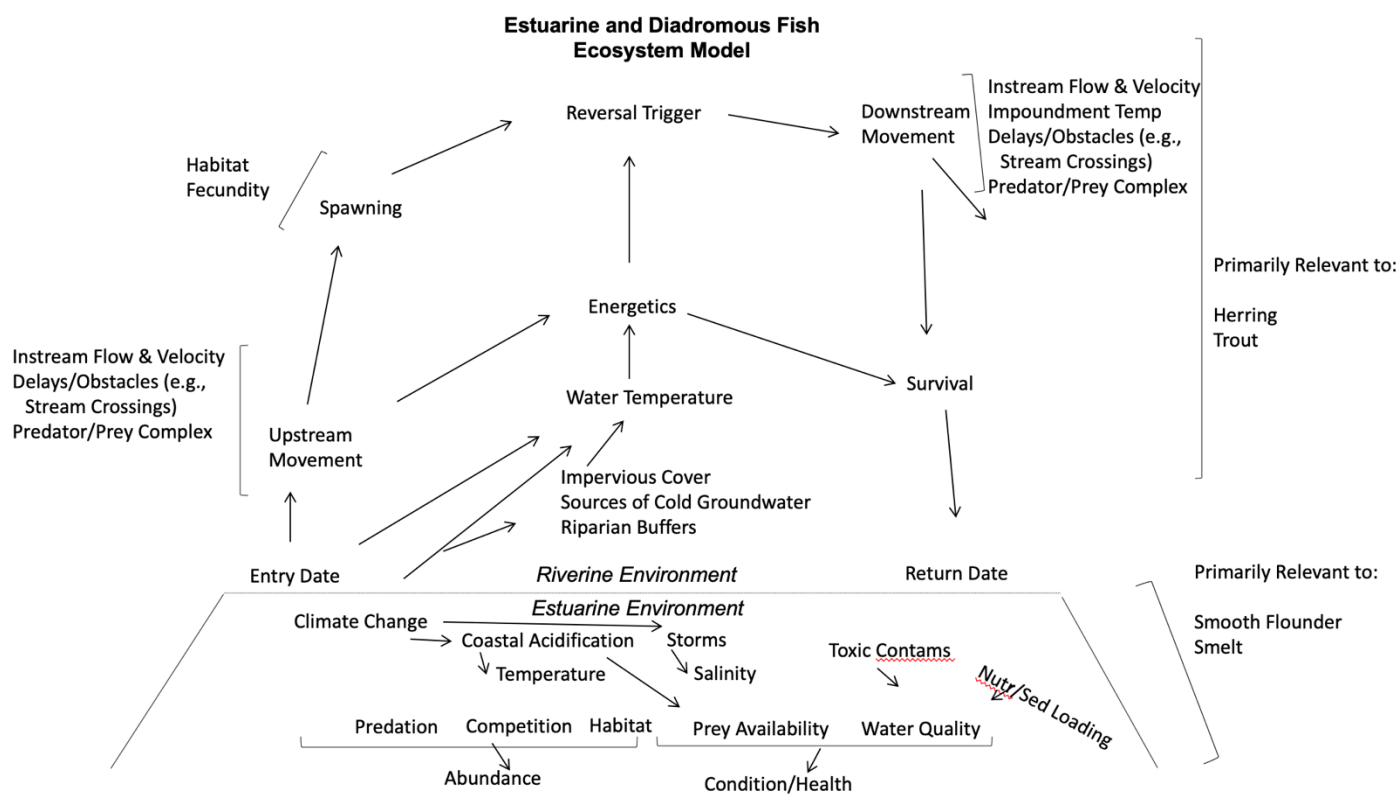 Estuarine and Diadromous Fish
Ecosystem Model
Reversal Trigger
Downstream
Movement
Instream Flow & Velocity
Impoundment Temp
Delays/Obstacles (e.g.,
Stream Crossings)
Predator/Prey Complex
Habitat
Fecundity
Spawning
Primarily Relevant to:
Herring
Trout
Energetics
Instream Flow & Velocity
Delays/Obstacles (e.g.,
Stream Crossings)
Predator/Prey Complex
Upstream
Movement
Water Temperature
Survival
Impervious Cover
Sources of Cold Groundwater
Riparian Buffers
Entry Date
Riverine Environment
Return Date
Primarily Relevant to:
Smooth Flounder
Smelt
Estuarine Environment
Climate Change
Coastal Acidification
Storms
Temperature
Salinity
Toxic Contams
Nutr/Sed Loading
Predation
Competition
Habitat
Prey Availability
Water Quality
Abundance
Condition/Health